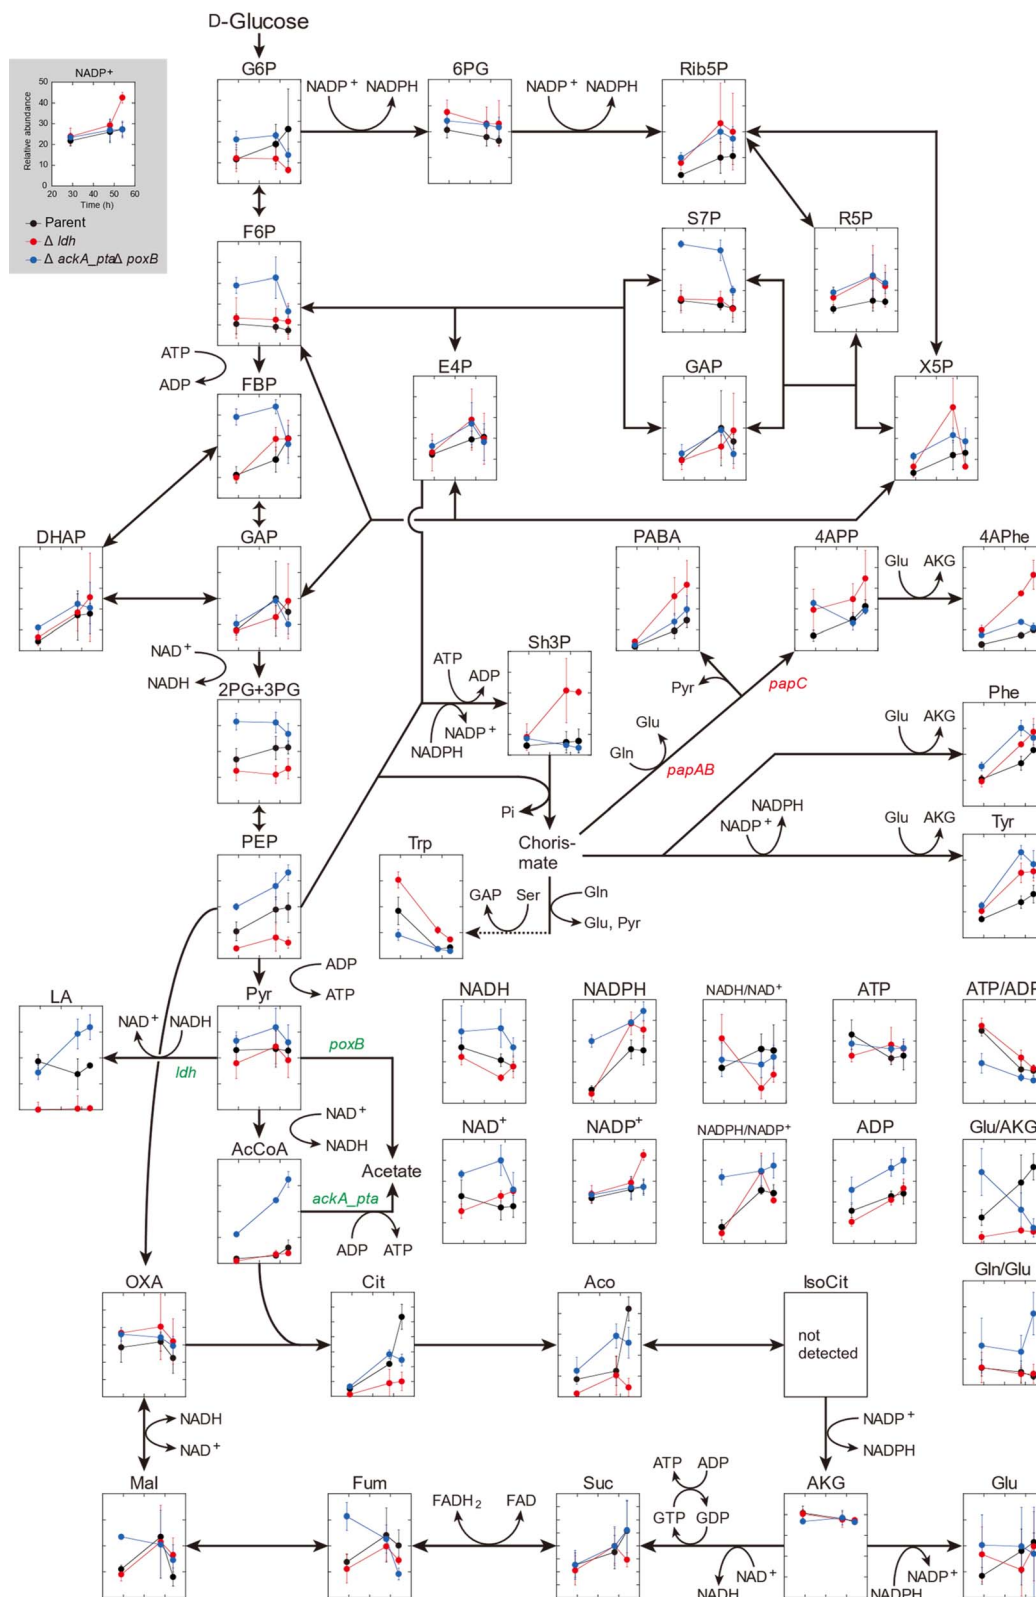 D-Glucose
NADP+
Relative abundance
50
40
30
20
10
0
20 30 40 50 60
Time (h)
Parent
Δ ldh
Δ ackA_ptaΔ poxB
G6P
NADP+ NADPH
6PG
NADP+ NADPH
Rib5P
F6P
S7P
R5P
ATP
ADP
FBP
E4P
GAP
X5P
DHAP
GAP
PABA
4APP
Glu AKG
4APhe
NAD+
NADH
ATP
ADP
NADPH
NADP+
Sh3P
Pyr
papC
Glu
Gln
papAB
Glu AKG
Phe
2PG+3PG
Pi
Choris-
mate
NADPH
NADP+
Glu AKG
Tyr
PEP
Trp
GAP
Ser
Gln
Glu, Pyr
ADP
ATP
LA
NAD+
NADH
ldh
Pyr
poxB
NADH
NADPH
NADH/NAD+
ATP
ATP/ADP
NAD+
NADH
AcCoA
Acetate
ackA_pta
ADP
ATP
NAD+
NADP+
NADPH/NADP+
ADP
Glu/AKG
OXA
Cit
Aco
IsoCit
not
detected
Gln/Glu
NADH
NAD+
NADP+
NADPH
Mal
Fum
FADH2
FAD
Suc
ATP
ADP
GTP
GDP
NADH
NAD+
AKG
NADPH
NADP+
Glu